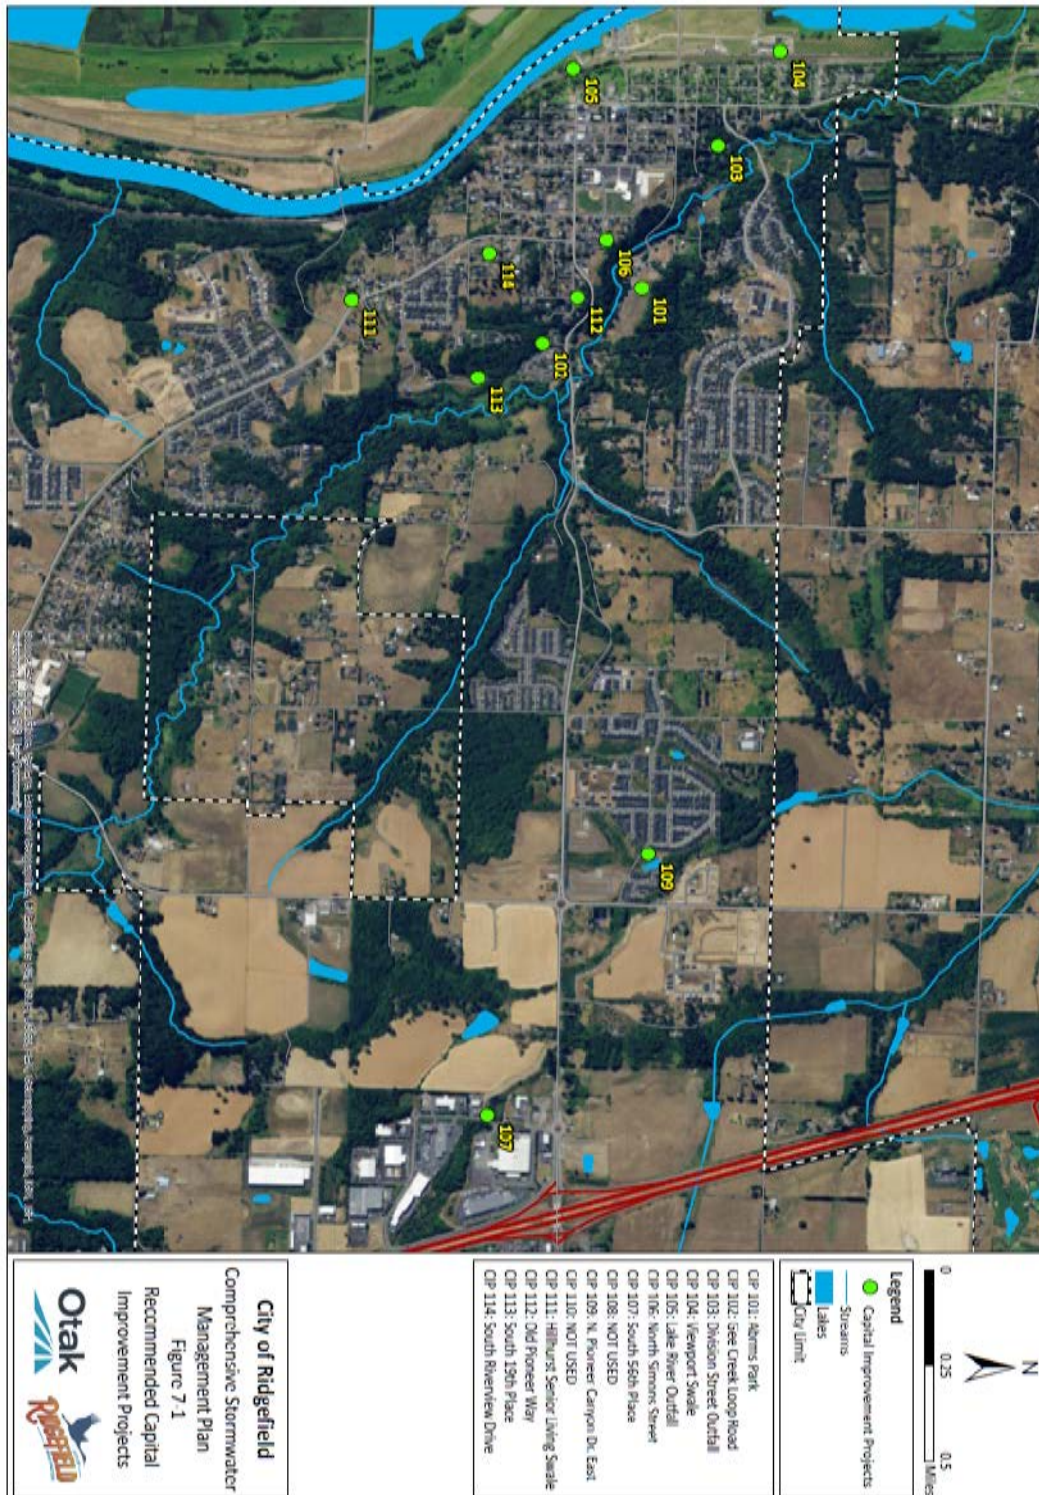 104
105
103
106
101
114
112
111
102
113
109
107
N
0
0.25
0.5
Miles
Legend
Capital Improvement Projects
Streams
Lakes
City Limit
CIP 101: Abrams Park
CIP 102: Gee Creek Loop Road
CIP 103: Division Street Outfall
CIP 104: Viewport Swale
CIP 105: Lake River Outfall
CIP 106: North Simons Street
CIP 107: South 56th Place
CIP 108: NOT USED
CIP 109: N. Pioneer Canyon Dr. East
CIP 110: NOT USED
CIP 111: Hillhurst Senior Living Swale
CIP 112: Old Pioneer Way
CIP 113: South 19th Place
CIP 114: South Riverview Drive
City of Ridgefield
Comprehensive Stormwater
Management Plan
Figure 7-1
Recommended Capital
Improvement Projects
Otak
RIDGEFIELD